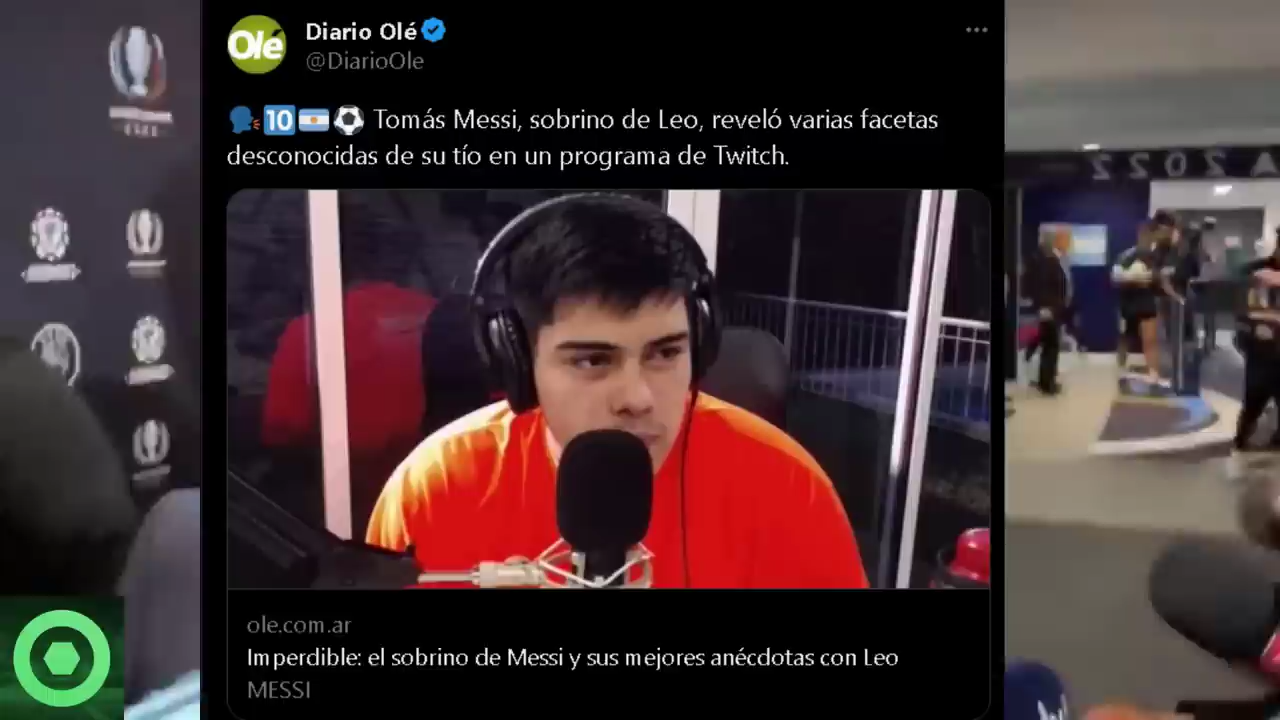 Olé
Diario Olé
@DiarioOle
🗣️🔟🇦🇷⚽ Tomás Messi, sobrino de Leo, reveló varias facetas
desconocidas de su tío en un programa de Twitch.
ole.com.ar
Imperdible: el sobrino de Messi y sus mejores anécdotas con Leo
MESSI